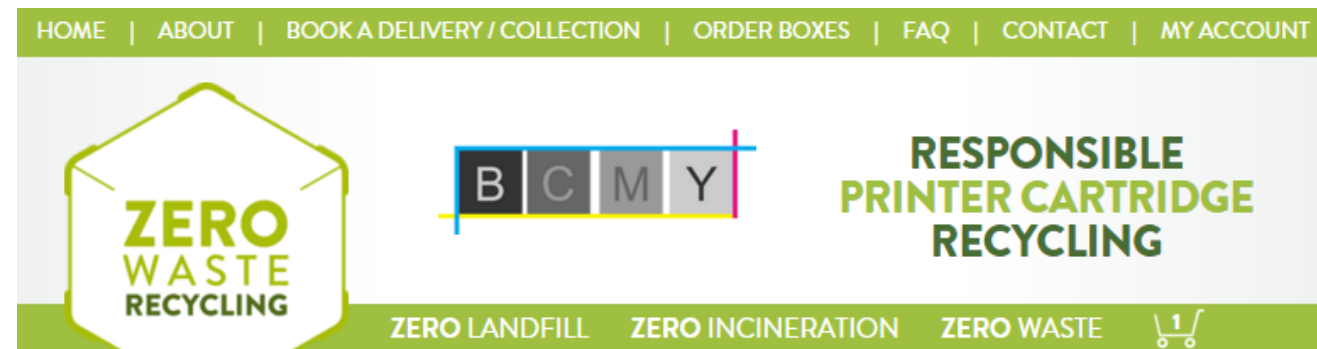 HOME | ABOUT | BOOK A DELIVERY / COLLECTION | ORDER BOXES | FAQ | CONTACT | MY ACCOUNT
ZERO
WASTE
RECYCLING
B C M Y
RESPONSIBLE
PRINTER CARTRIDGE
RECYCLING
ZERO LANDFILL ZERO INCINERATION ZERO WASTE 1